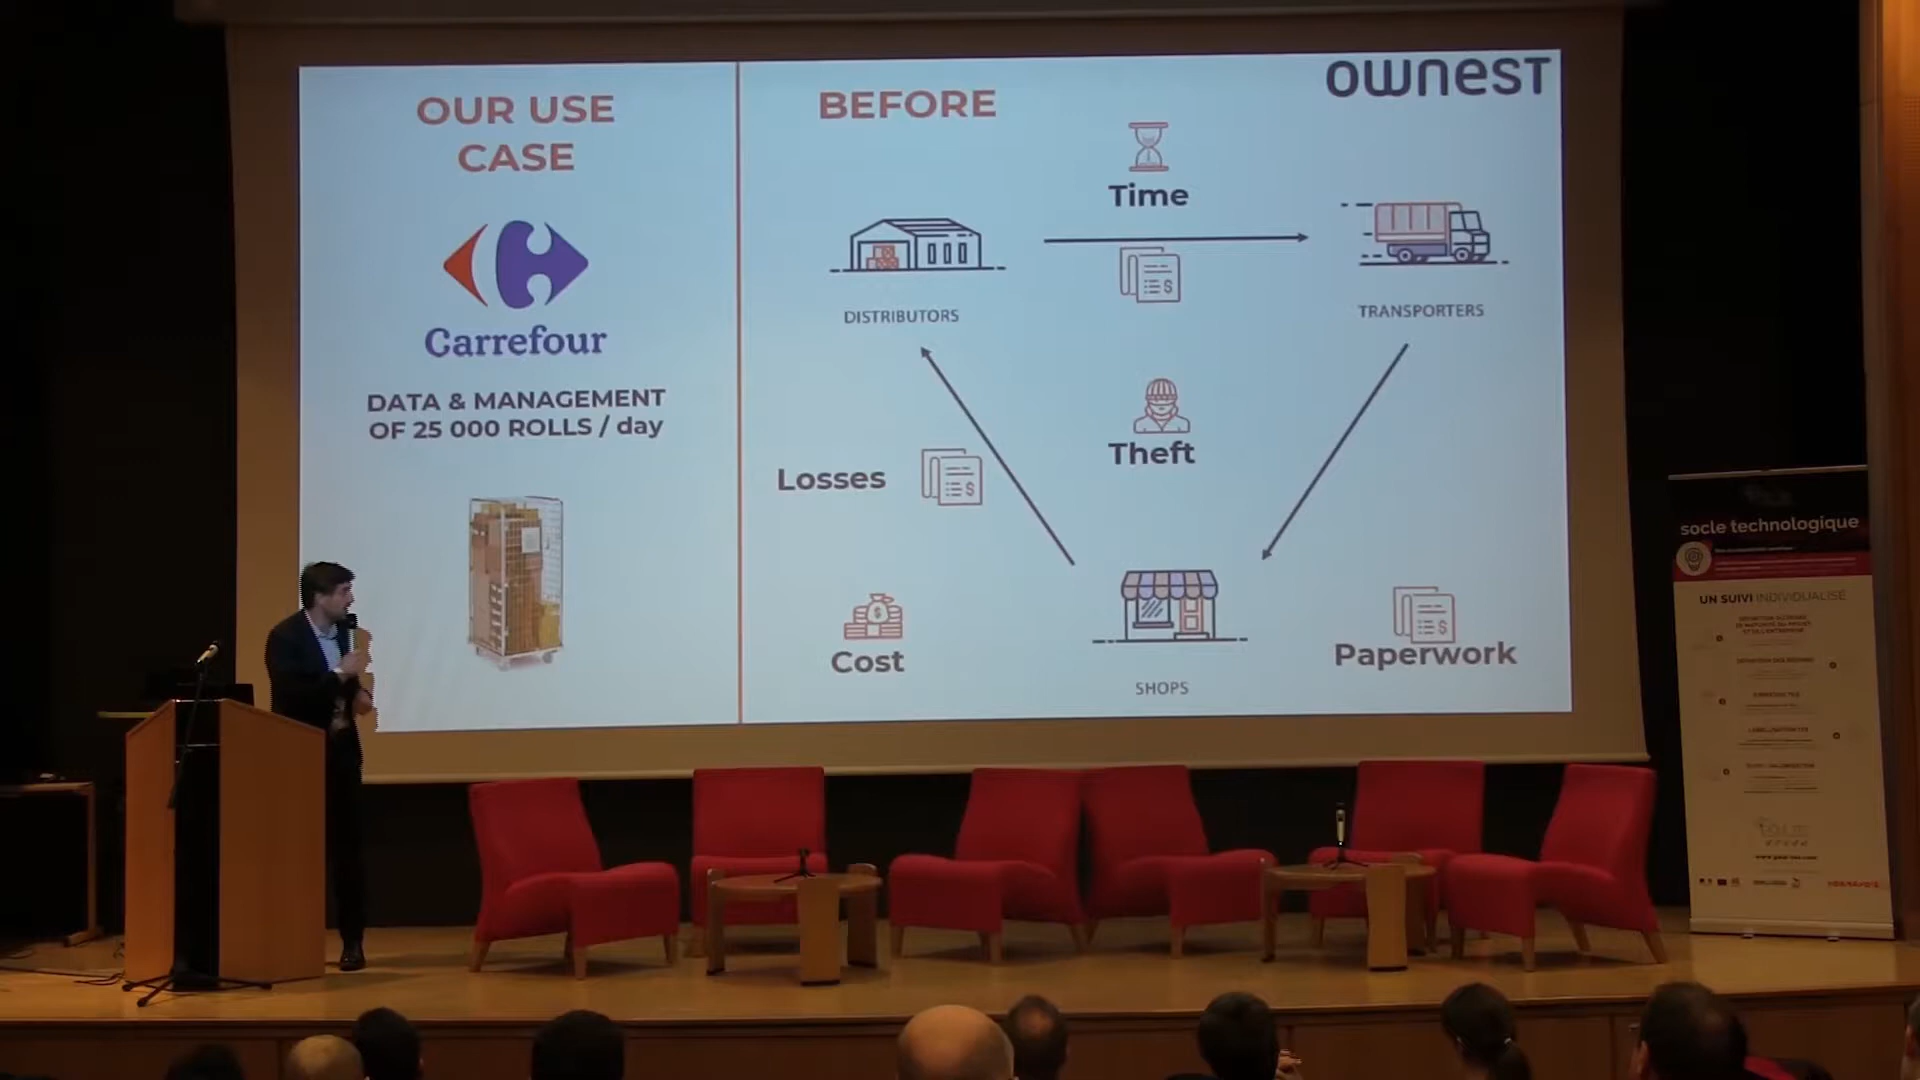 OUR USE
CASE
Carrefour
DATA & MANAGEMENT
OF 25 000 ROLLS / day
BEFORE
OWNEST
Time
DISTRIBUTORS
TRANSPORTERS
Theft
Losses
Cost
SHOPS
Paperwork
socle technologique
UN SUIVI INDIVIDUALISÉ